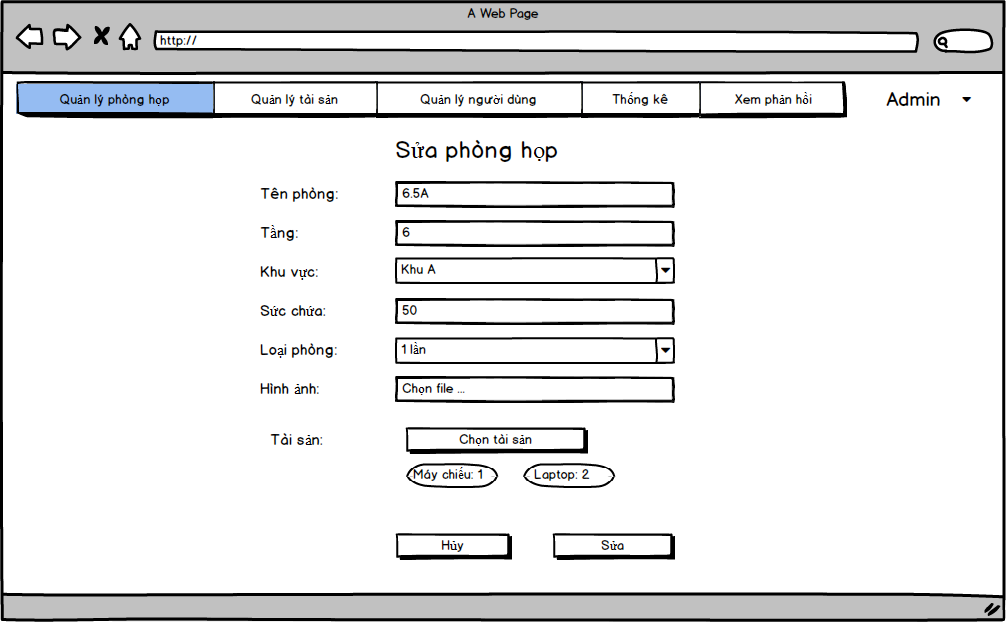 A Web Page
http://
Quản lý phòng họp Quản lý tài sản Quản lý người dùng Thống kê Xem phản hồi Admin
Sửa phòng họp
Tên phòng: 6.5A
Tầng: 6
Khu vực: Khu A
Sức chứa: 50
Loại phòng: 1 lần
Hình ảnh: Chọn file ...
Tài sản: Chọn tài sản
Máy chiếu: 1 Laptop: 2
Hủy Sửa